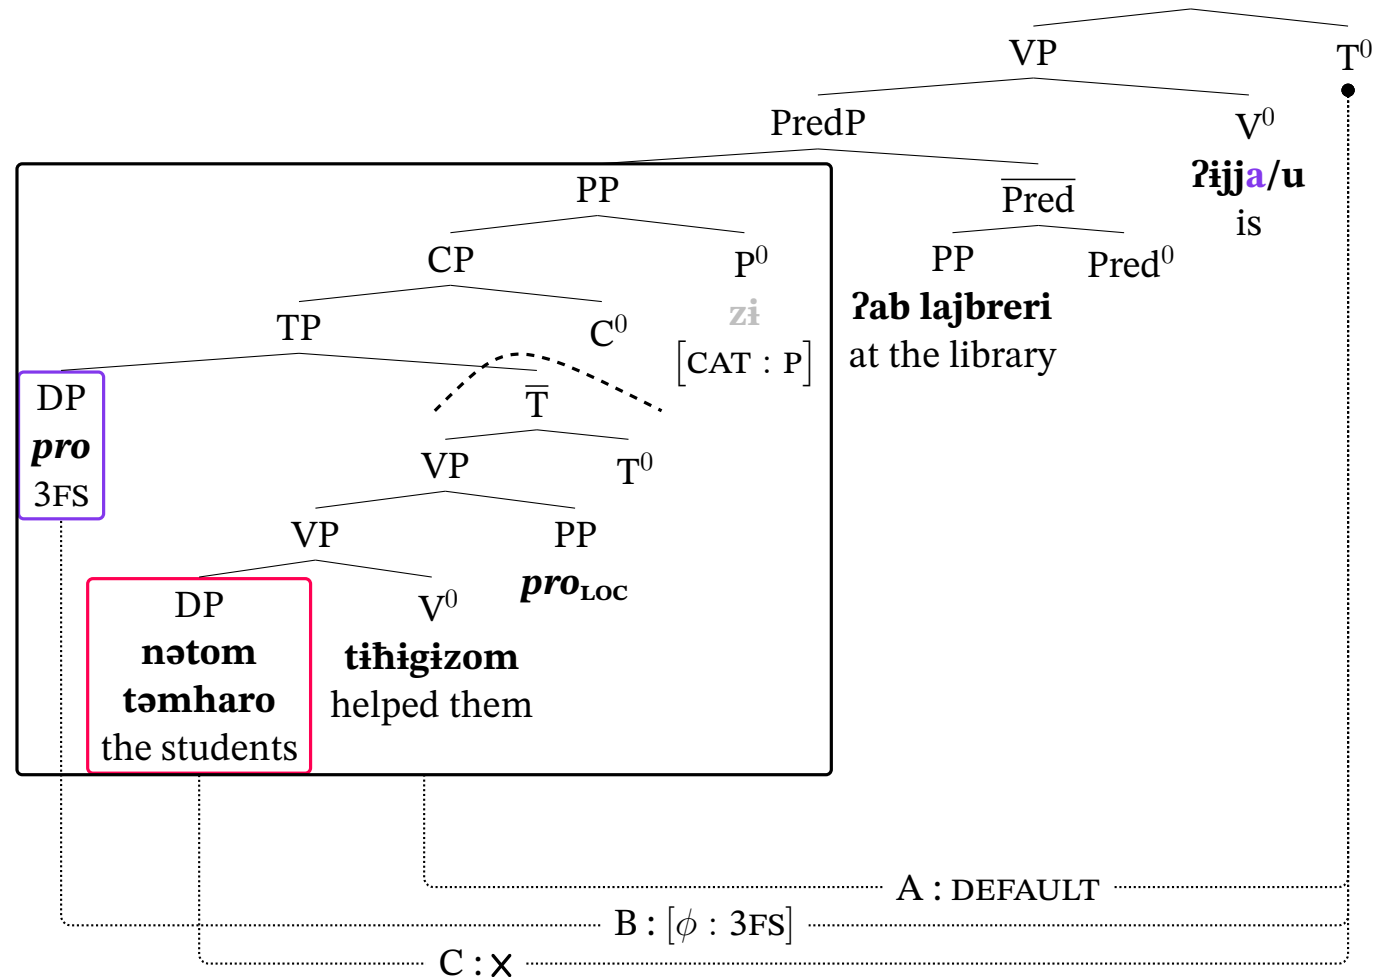 VP T⁰
PredP V⁰
ʔɨjja/u
is
PP P̅r̅e̅d̅
CP P⁰ PP Pred⁰
zɨ ʔab lajbreri
TP C⁰ [CAT : P] at the library
DP T̅
pro
3FS
VP T⁰
VP PP
pro LOC
DP V⁰
nətom tɨħɨgɨzom
təmharo helped them
the students
A : DEFAULT
B : [ϕ : 3FS]
C : ✗